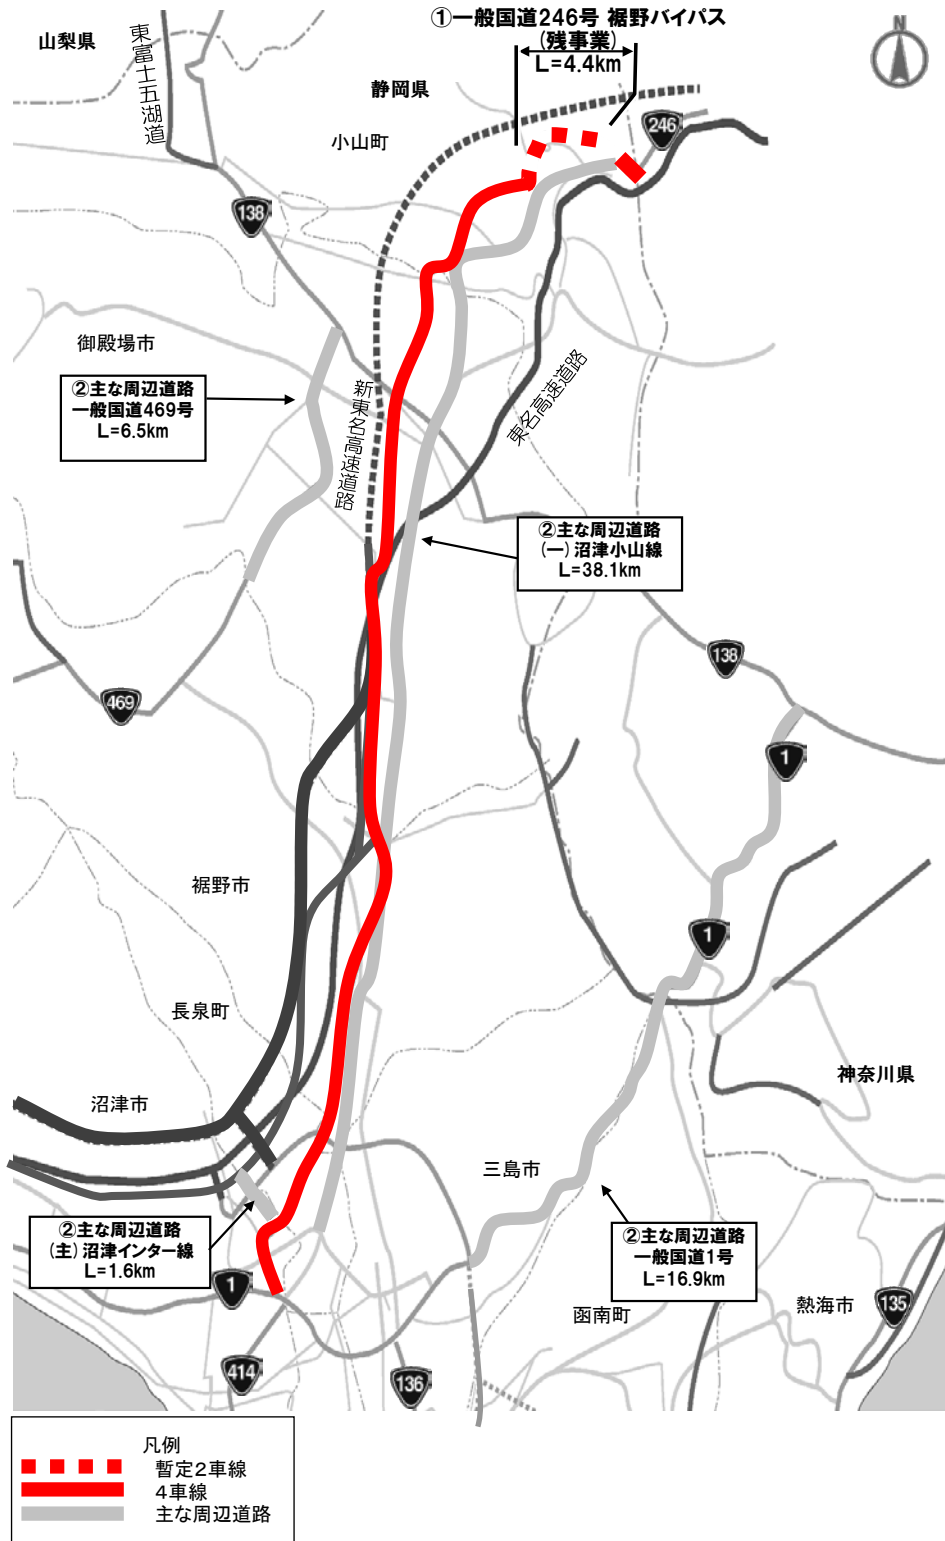 ①一般国道246号 裾野バイパス
(残事業)
L=4.4km
N
山梨県
東富士五湖道
静岡県
小山町
246
138
御殿場市
②主な周辺道路
一般国道469号
L=6.5km
新東名高速道路
東名高速道路
②主な周辺道路
(一)沼津小山線
L=38.1km
138
469
1
裾野市
1
長泉町
神奈川県
沼津市
三島市
②主な周辺道路
(主)沼津インター線
L=1.6km
②主な周辺道路
一般国道1号
L=16.9km
1
函南町
熱海市
135
414
136
凡例
暫定2車線
4車線
主な周辺道路